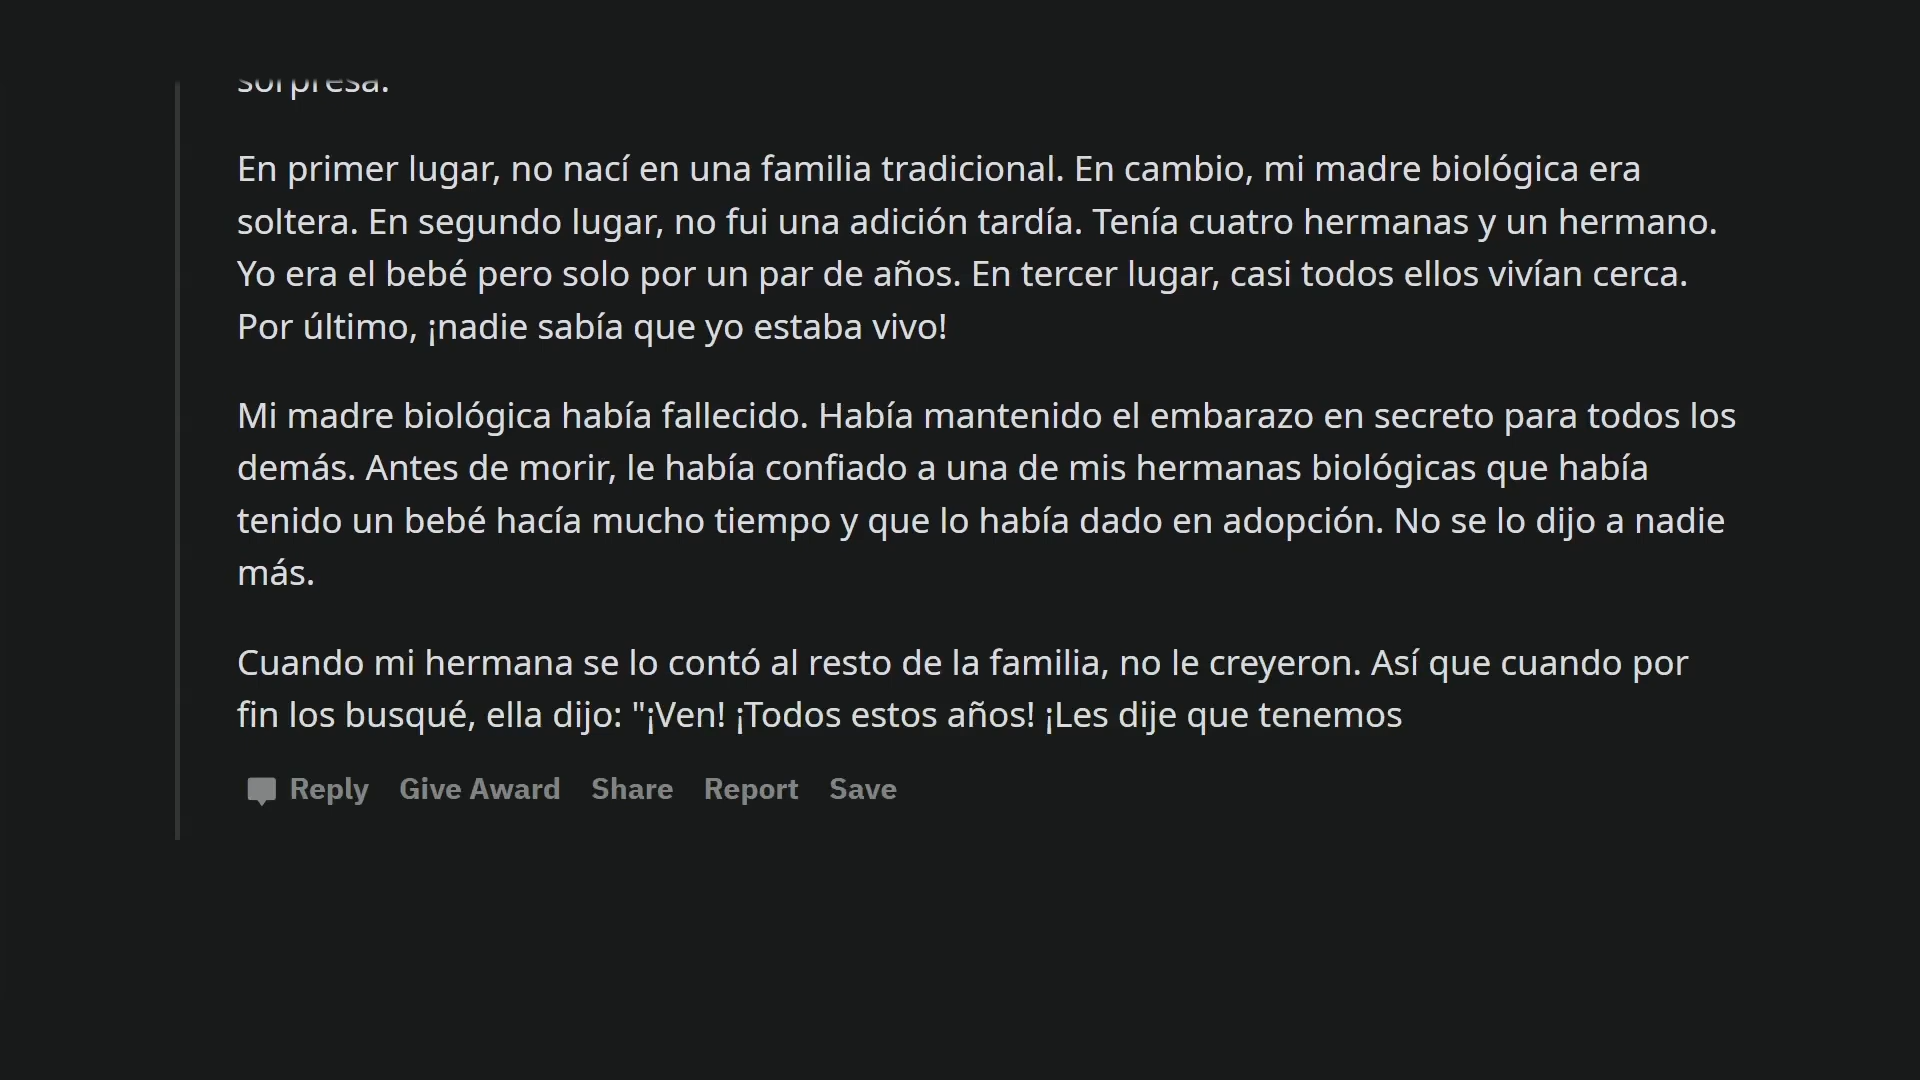 sorpresa.
En primer lugar, no nací en una familia tradicional. En cambio, mi madre biológica era
soltera. En segundo lugar, no fui una adición tardía. Tenía cuatro hermanas y un hermano.
Yo era el bebé pero solo por un par de años. En tercer lugar, casi todos ellos vivían cerca.
Por último, ¡nadie sabía que yo estaba vivo!
Mi madre biológica había fallecido. Había mantenido el embarazo en secreto para todos los
demás. Antes de morir, le había confiado a una de mis hermanas biológicas que había
tenido un bebé hacía mucho tiempo y que lo había dado en adopción. No se lo dijo a nadie
más.
Cuando mi hermana se lo contó al resto de la familia, no le creyeron. Así que cuando por
fin los busqué, ella dijo: "¡Ven! ¡Todos estos años! ¡Les dije que tenemos
Reply Give Award Share Report Save